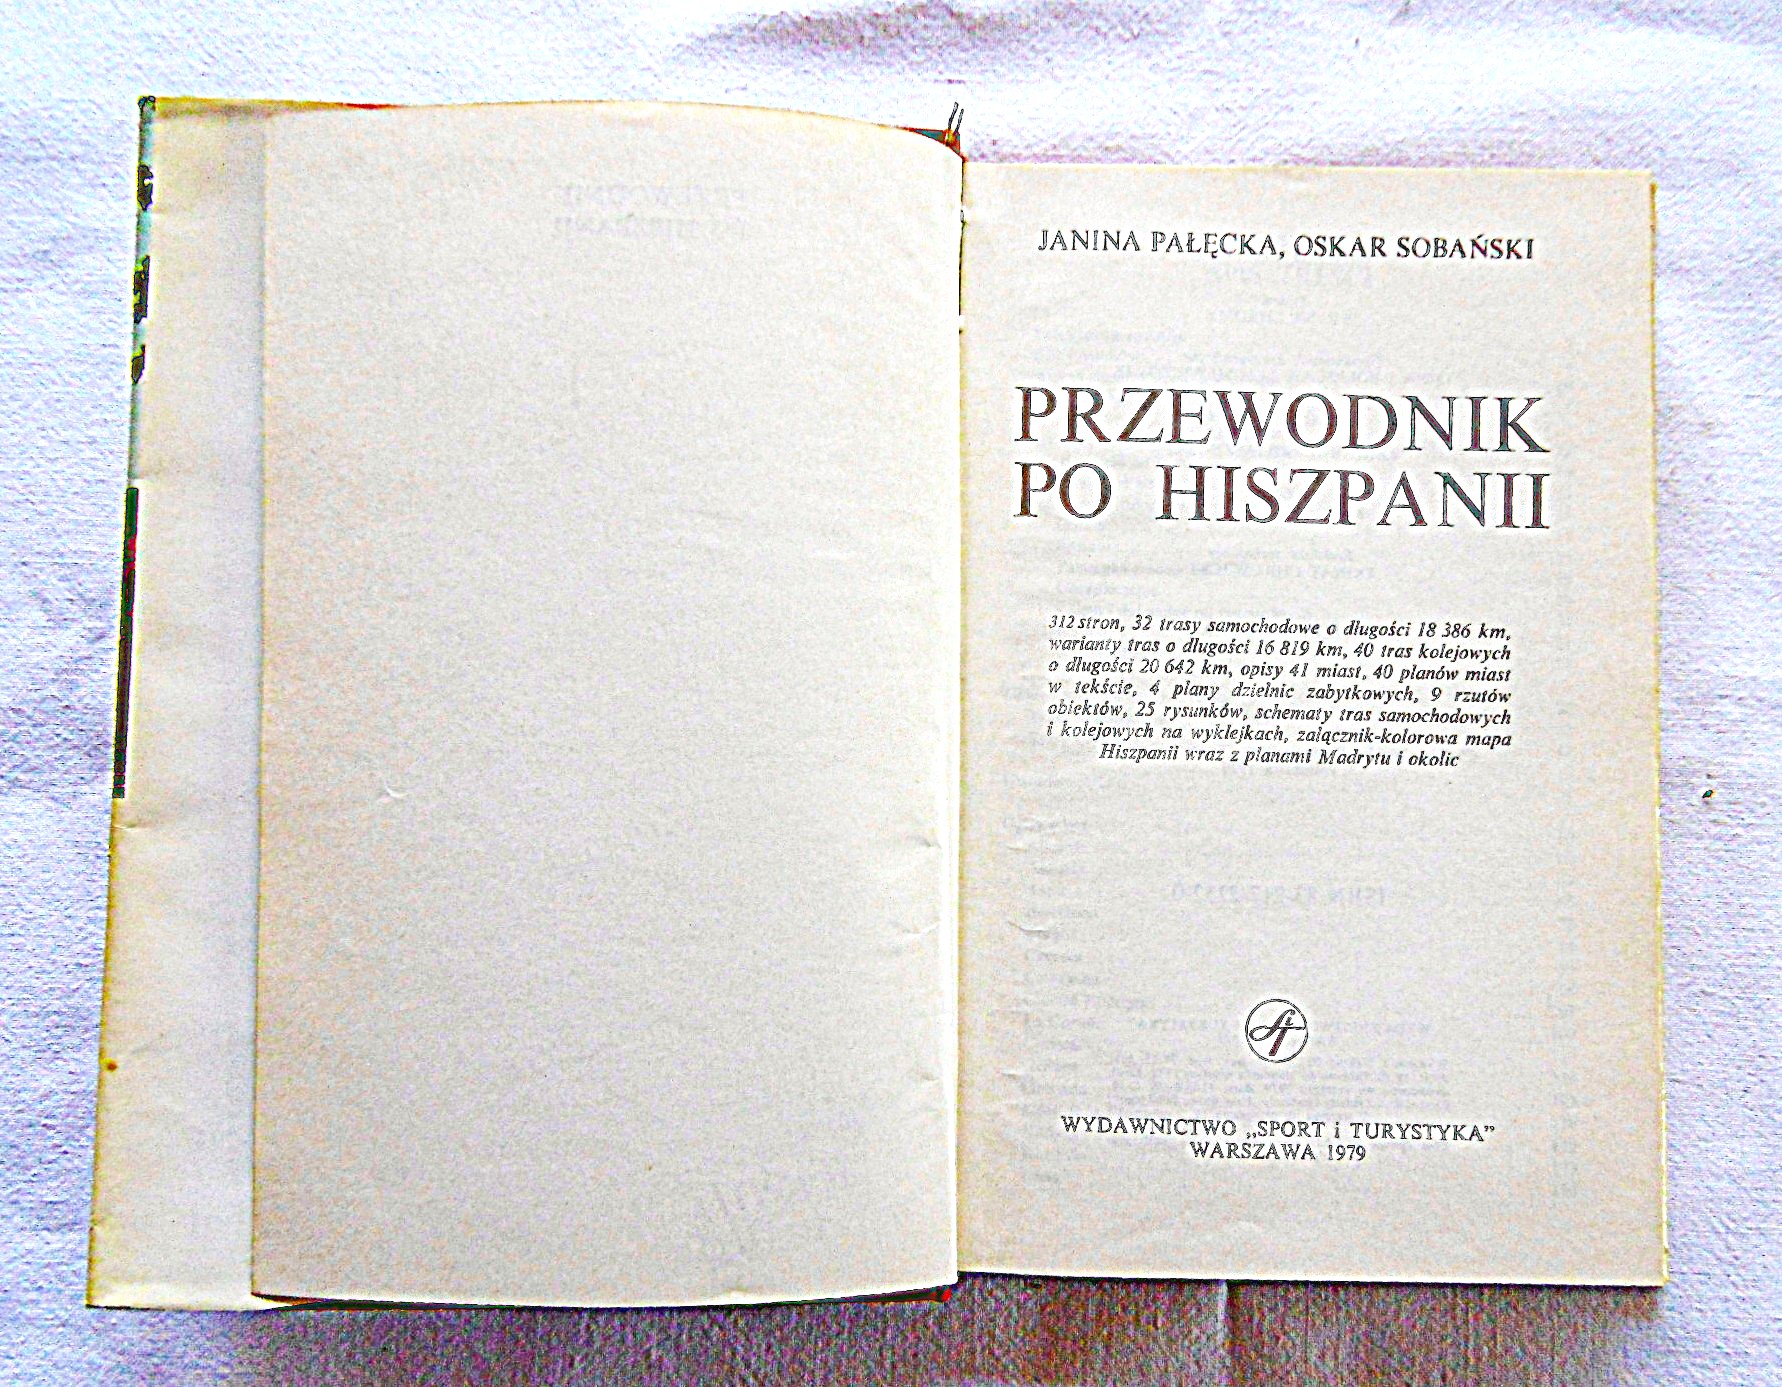 JANINA PAŁĘCKA, OSKAR SOBAŃSKI
PRZEWODNIK
PO HISZPANII
312 stron, 32 trasy samochodowe o długości 18 386 km,
warianty tras o długości 16 819 km, 40 tras kolejowych
o długości 20 642 km, opisy 41 miast, 40 planów miast
w tekście, 4 plany dzielnic zabytkowych, 9 rzutów
obiektów, 25 rysunków, schematy tras samochodowych
i kolejowych na wyklejkach, załącznik-kolorowa mapa
Hiszpanii wraz z planami Madrytu i okolic
WYDAWNICTWO „SPORT i TURYSTYKA”
WARSZAWA 1979